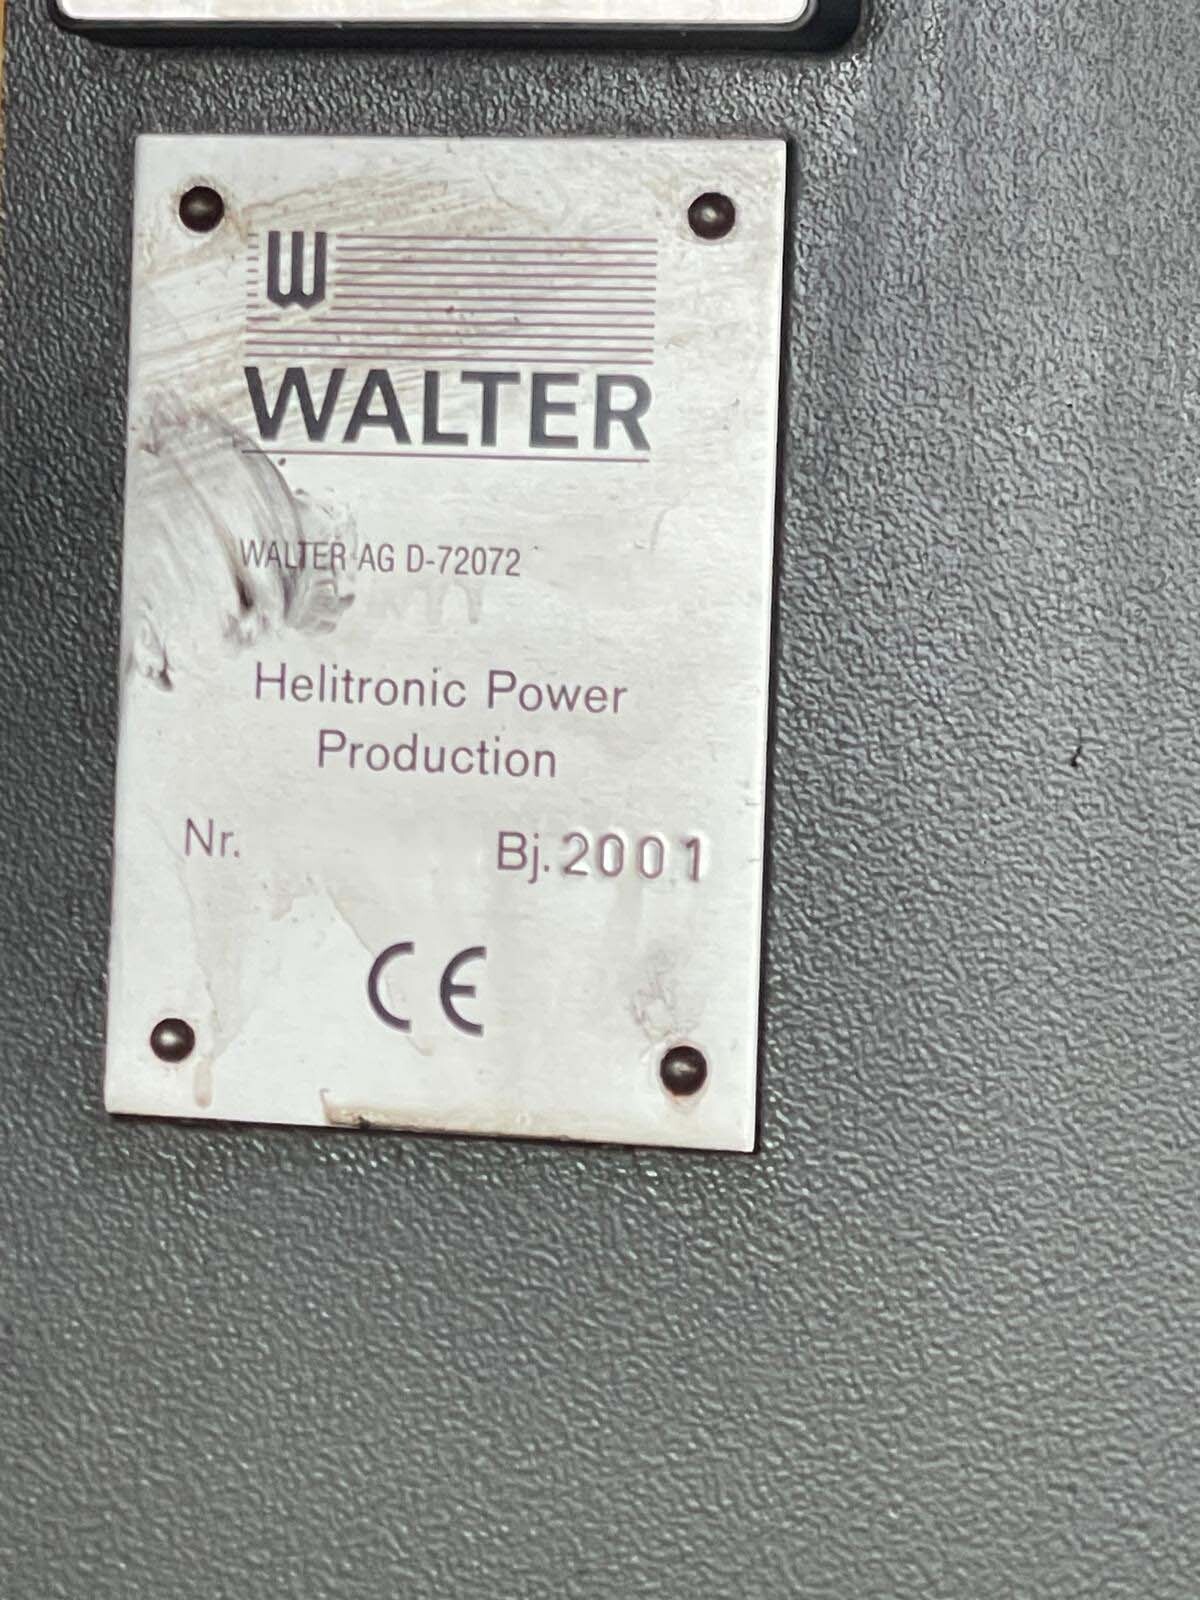 W
WALTER
WALTER AG D-72072
Helitronic Power
Production
Nr. Bj. 2001
CE